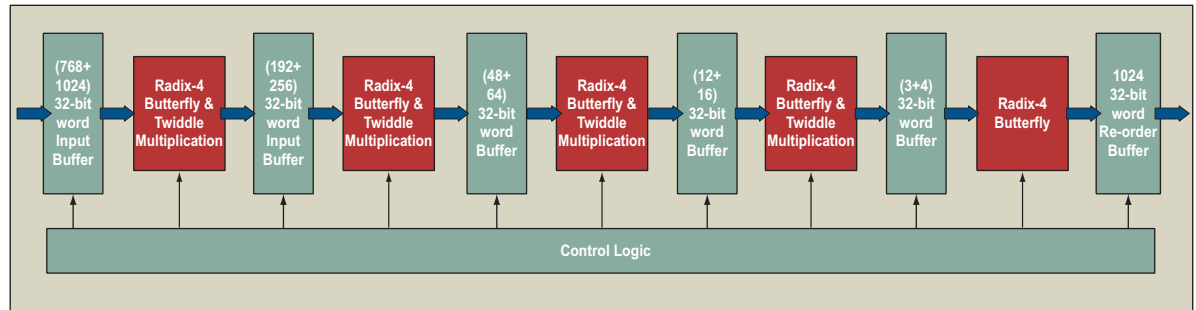 (768+
1024)
32-bit
word
Input
Buffer
Radix-4
Butterfly &
Twiddle
Multiplication
(192+
256)
32-bit
word
Input
Buffer
Radix-4
Butterfly &
Twiddle
Multiplication
(48+
64)
32-bit
word
Buffer
Radix-4
Butterfly &
Twiddle
Multiplication
(12+
16)
32-bit
word
Buffer
Radix-4
Butterfly &
Twiddle
Multiplication
(3+4)
32-bit
word
Buffer
Radix-4
Butterfly
1024
32-bit
word
Re-order
Buffer
Control Logic